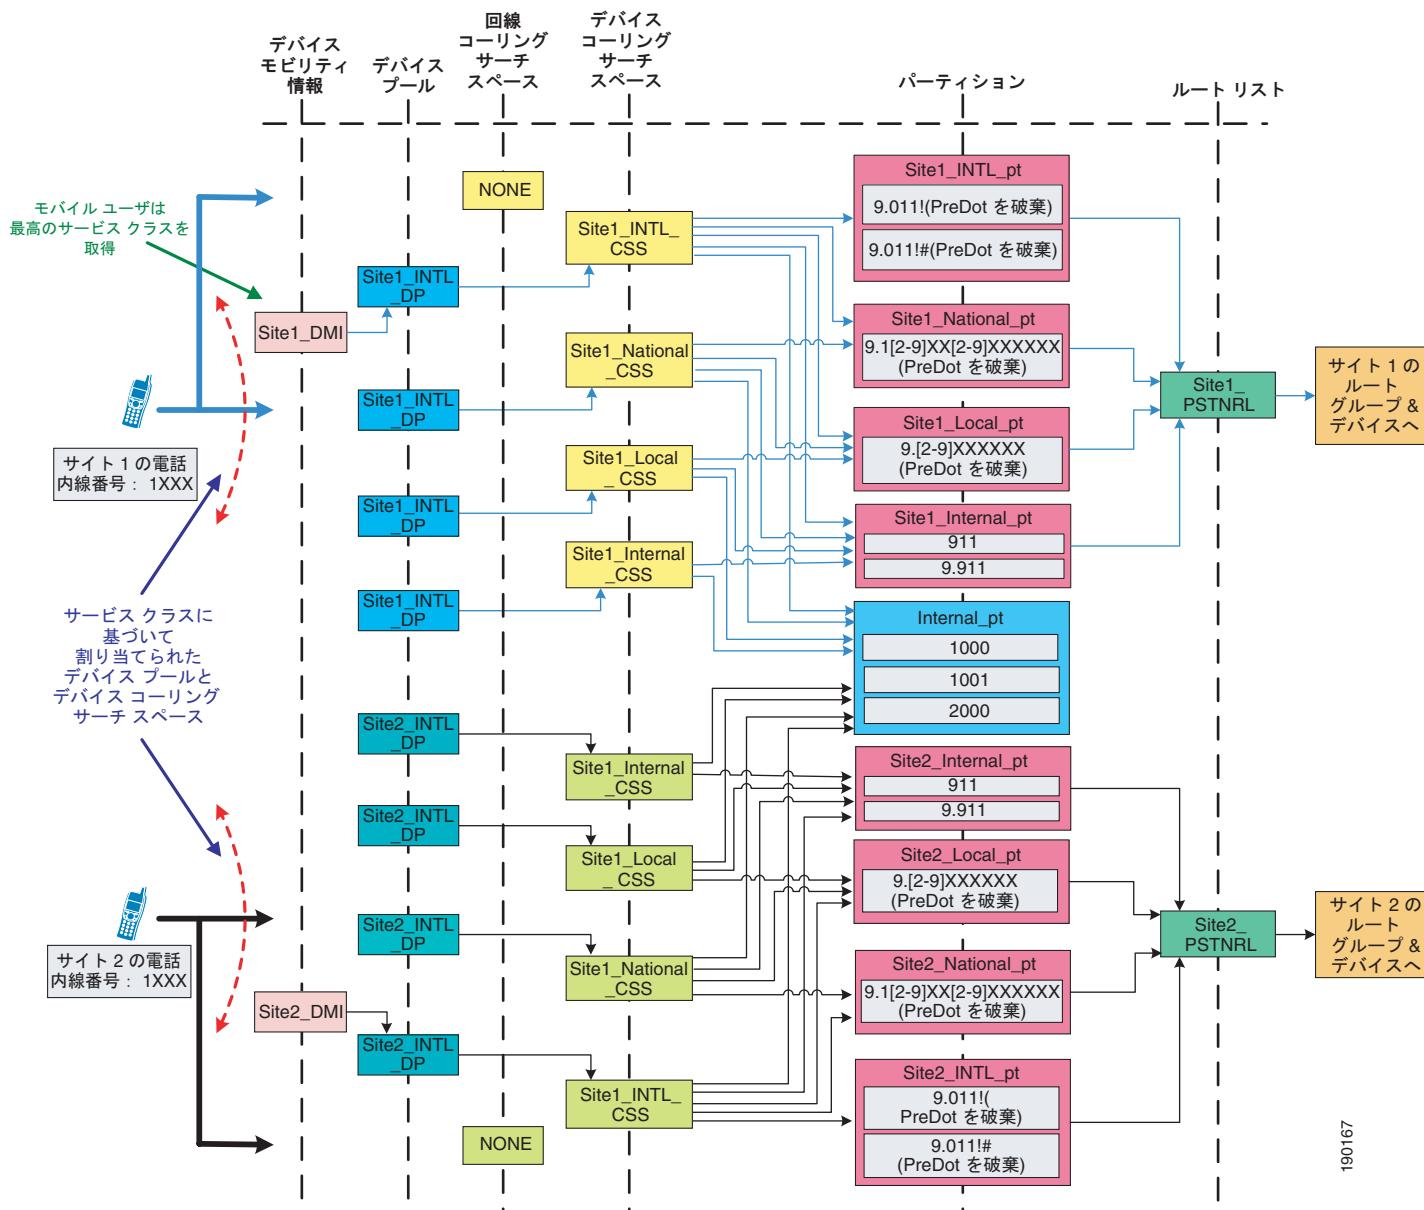 デバイス
モビリティ
情報
デバイス
プール
回線
コーリング
サーチ
スペース
デバイス
コーリング
サーチ
スペース
パーティション
ルート リスト
モバイル ユーザは
最高のサービス クラスを
取得
NONE
Site1_INTL_
CSS
Site1_INTL_pt
9.011!(PreDot を破棄)
9.011!#(PreDot を破棄)
Site1_INTL
_DP
Site1_DMI
Site1_National
_CSS
Site1_National_pt
9.1[2-9]XX[2-9]XXXXXX
(PreDot を破棄)
Site1_INTL
_DP
Site1_
PSTNRL
サイト 1 の
ルート
グループ &
デバイスへ
サイト 1 の電話
内線番号： 1XXX
Site1_Local
_ CSS
Site1_Local_pt
9.[2-9]XXXXXX
(PreDot を破棄)
Site1_INTL
_DP
Site1_Internal
_CSS
Site1_Internal_pt
911
9.911
Site1_INTL
_DP
サービス クラスに
基づいて
割り当てられた
デバイス プールと
デバイス コーリング
サーチ スペース
Internal_pt
1000
1001
2000
Site2_INTL
_DP
Site1_Internal
_CSS
Site2_Internal_pt
911
9.911
Site2_INTL
_DP
Site1_Local
_ CSS
Site2_Local_pt
9.[2-9]XXXXXX
(PreDot を破棄)
Site2_INTL
_DP
Site2_
PSTNRL
サイト 2 の
ルート
グループ &
デバイスへ
サイト 2 の電話
内線番号： 1XXX
Site1_National
_CSS
Site2_National_pt
9.1[2-9]XX[2-9]XXXXXX
(PreDot を破棄)
Site2_DMI
Site2_INTL
_DP
Site1_INTL_
CSS
Site2_INTL_pt
9.011!(
PreDot を破棄)
9.011!#
(PreDot を破棄)
NONE
190167